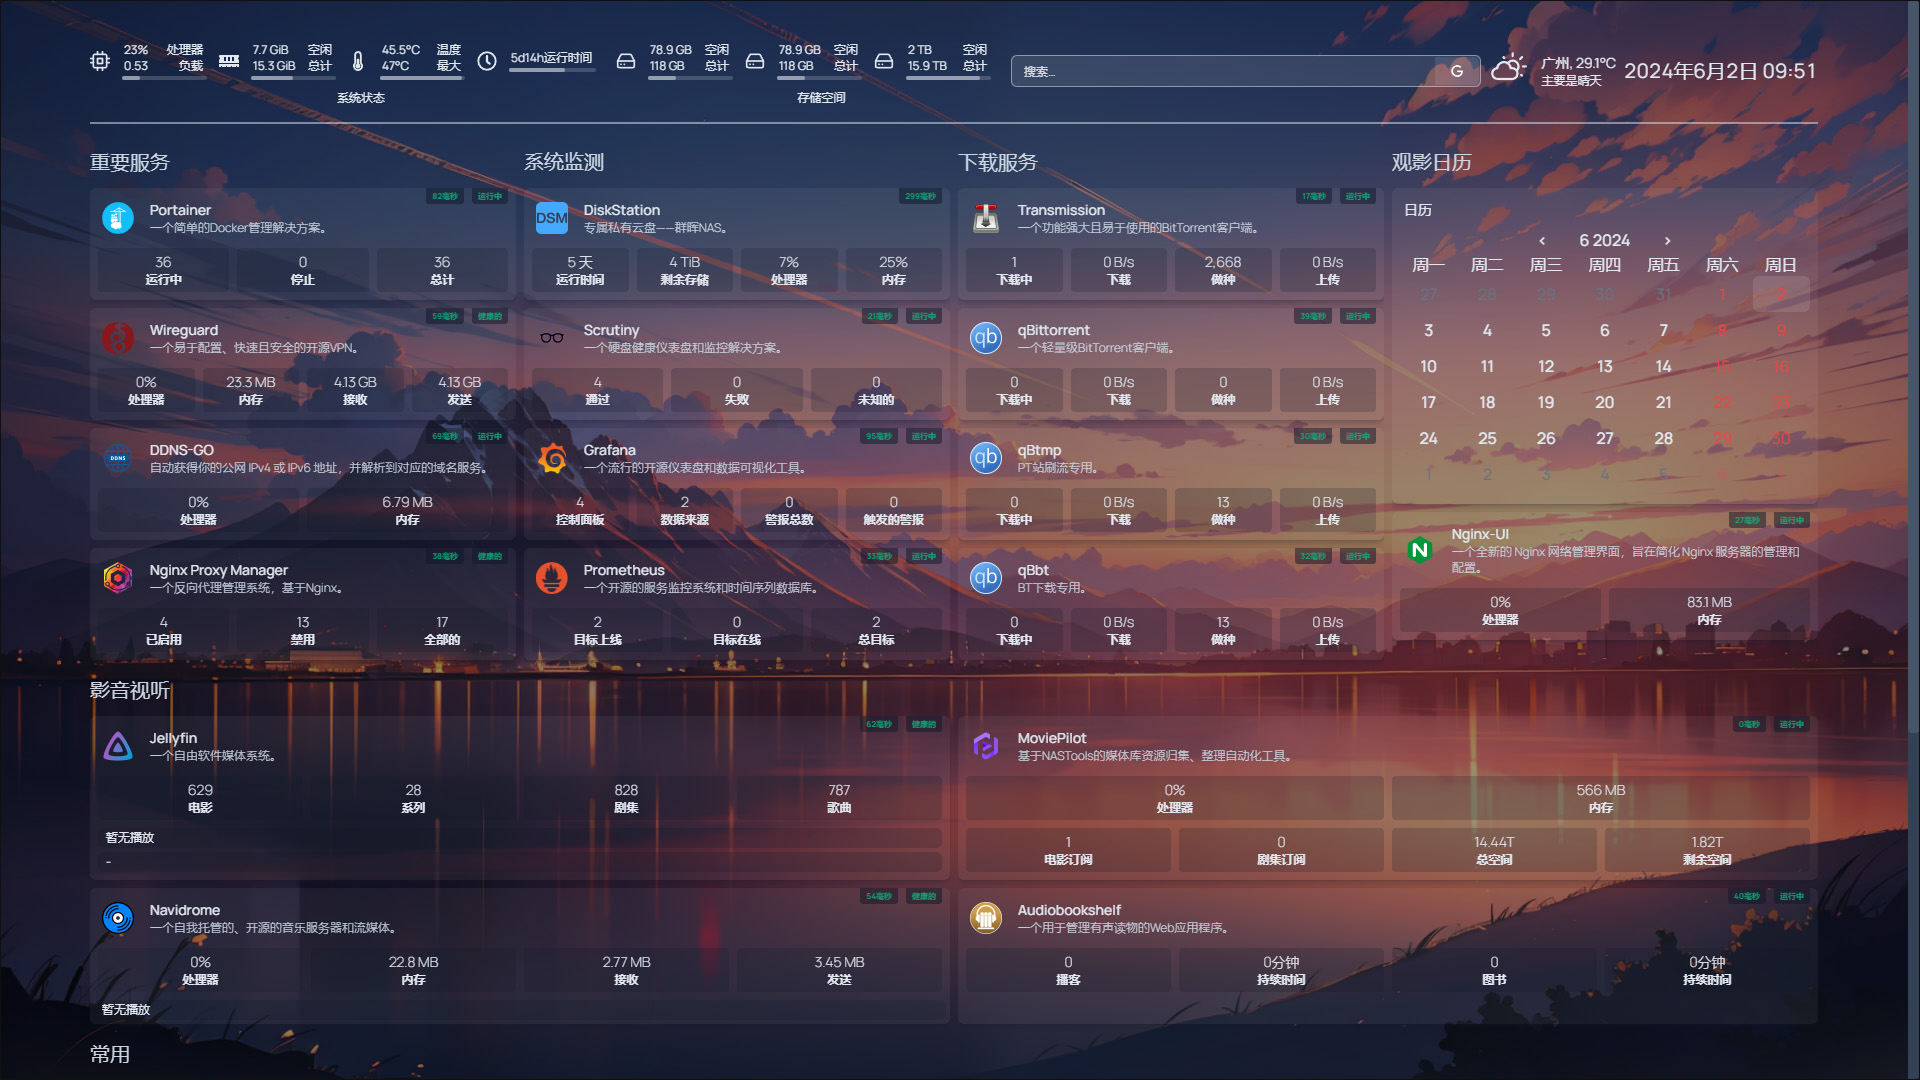 23% 处理器
0.53 负载
7.7 GiB 空闲
15.3 GiB 总计
45.5°C 温度
47°C 最大
5d14h运行时间
系统状态
78.9 GB 空闲
118 GB 总计
78.9 GB 空闲
118 GB 总计
2 TB 空闲
15.9 TB 总计
存储空间
搜索...
G
广州, 29.1°C
主要是晴天
2024年6月2日 09:51
重要服务
82毫秒 运行中
Portainer
一个简单的Docker管理解决方案。
36 0 36
运行中 停止 总计
59毫秒 健康的
Wireguard
一个易于配置、快速且安全的开源VPN。
0% 23.3 MB 4.13 GB 4.13 GB
处理器 内存 接收 发送
69毫秒 运行中
DDNS
DDNS-GO
自动获得你的公网 IPv4 或 IPv6 地址，并解析到对应的域名服务。
0% 6.79 MB
处理器 内存
38毫秒 健康的
Nginx Proxy Manager
一个反向代理管理系统，基于Nginx。
4 13 17
已启用 禁用 全部的
系统监测
299毫秒
DSM
DiskStation
专属私有云盘——群晖NAS。
5 天 4 TiB 7% 25%
运行时间 剩余存储 处理器 内存
21毫秒 运行中
Scrutiny
一个硬盘健康仪表盘和监控解决方案。
4 0 0
通过 失败 未知的
95毫秒 运行中
Grafana
一个流行的开源仪表盘和数据可视化工具。
4 2 0 0
控制面板 数据来源 警报总数 触发的警报
33毫秒 运行中
Prometheus
一个开源的服务监控系统和时间序列数据库。
2 0 2
目标上线 目标在线 总目标
下载服务
17毫秒 运行中
Transmission
一个功能强大且易于使用的BitTorrent客户端。
1 0 B/s 2,668 0 B/s
下载中 下载 做种 上传
39毫秒 运行中
qb
qBittorrent
一个轻量级BitTorrent客户端。
0 0 B/s 0 0 B/s
下载中 下载 做种 上传
30毫秒 运行中
qb
qBtmp
PT站刷流专用。
0 0 B/s 13 0 B/s
下载中 下载 做种 上传
32毫秒 运行中
qb
qBbt
BT下载专用。
0 0 B/s 13 0 B/s
下载中 下载 做种 上传
观影日历
日历
‹ 6 2024 ›
周一 周二 周三 周四 周五 周六 周日
27 28 29 30 31 1 2
3 4 5 6 7 8 9
10 11 12 13 14 15 16
17 18 19 20 21 22 23
24 25 26 27 28 29 30
1 2 3 4 5
27毫秒 运行中
N
Nginx-UI
一个全新的 Nginx 网络管理界面，旨在简化 Nginx 服务器的管理和
配置。
0% 83.1 MB
处理器 内存
影音视听
62毫秒 健康的
Jellyfin
一个自由软件媒体系统。
629 28 828 787
电影 系列 剧集 歌曲
暂无播放
-
0毫秒 运行中
MoviePilot
基于NASTools的媒体库资源归集、整理自动化工具。
0% 566 MB
处理器 内存
1 0 14.44T 1.82T
电影订阅 剧集订阅 总空间 剩余空间
54毫秒 健康的
Navidrome
一个自我托管的、开源的音乐服务器和流媒体。
0% 22.8 MB 2.77 MB 3.45 MB
处理器 内存 接收 发送
暂无播放
40毫秒 运行中
Audiobookshelf
一个用于管理有声读物的Web应用程序。
0 0分钟 0 0分钟
播客 持续时间 图书 持续时间
常用